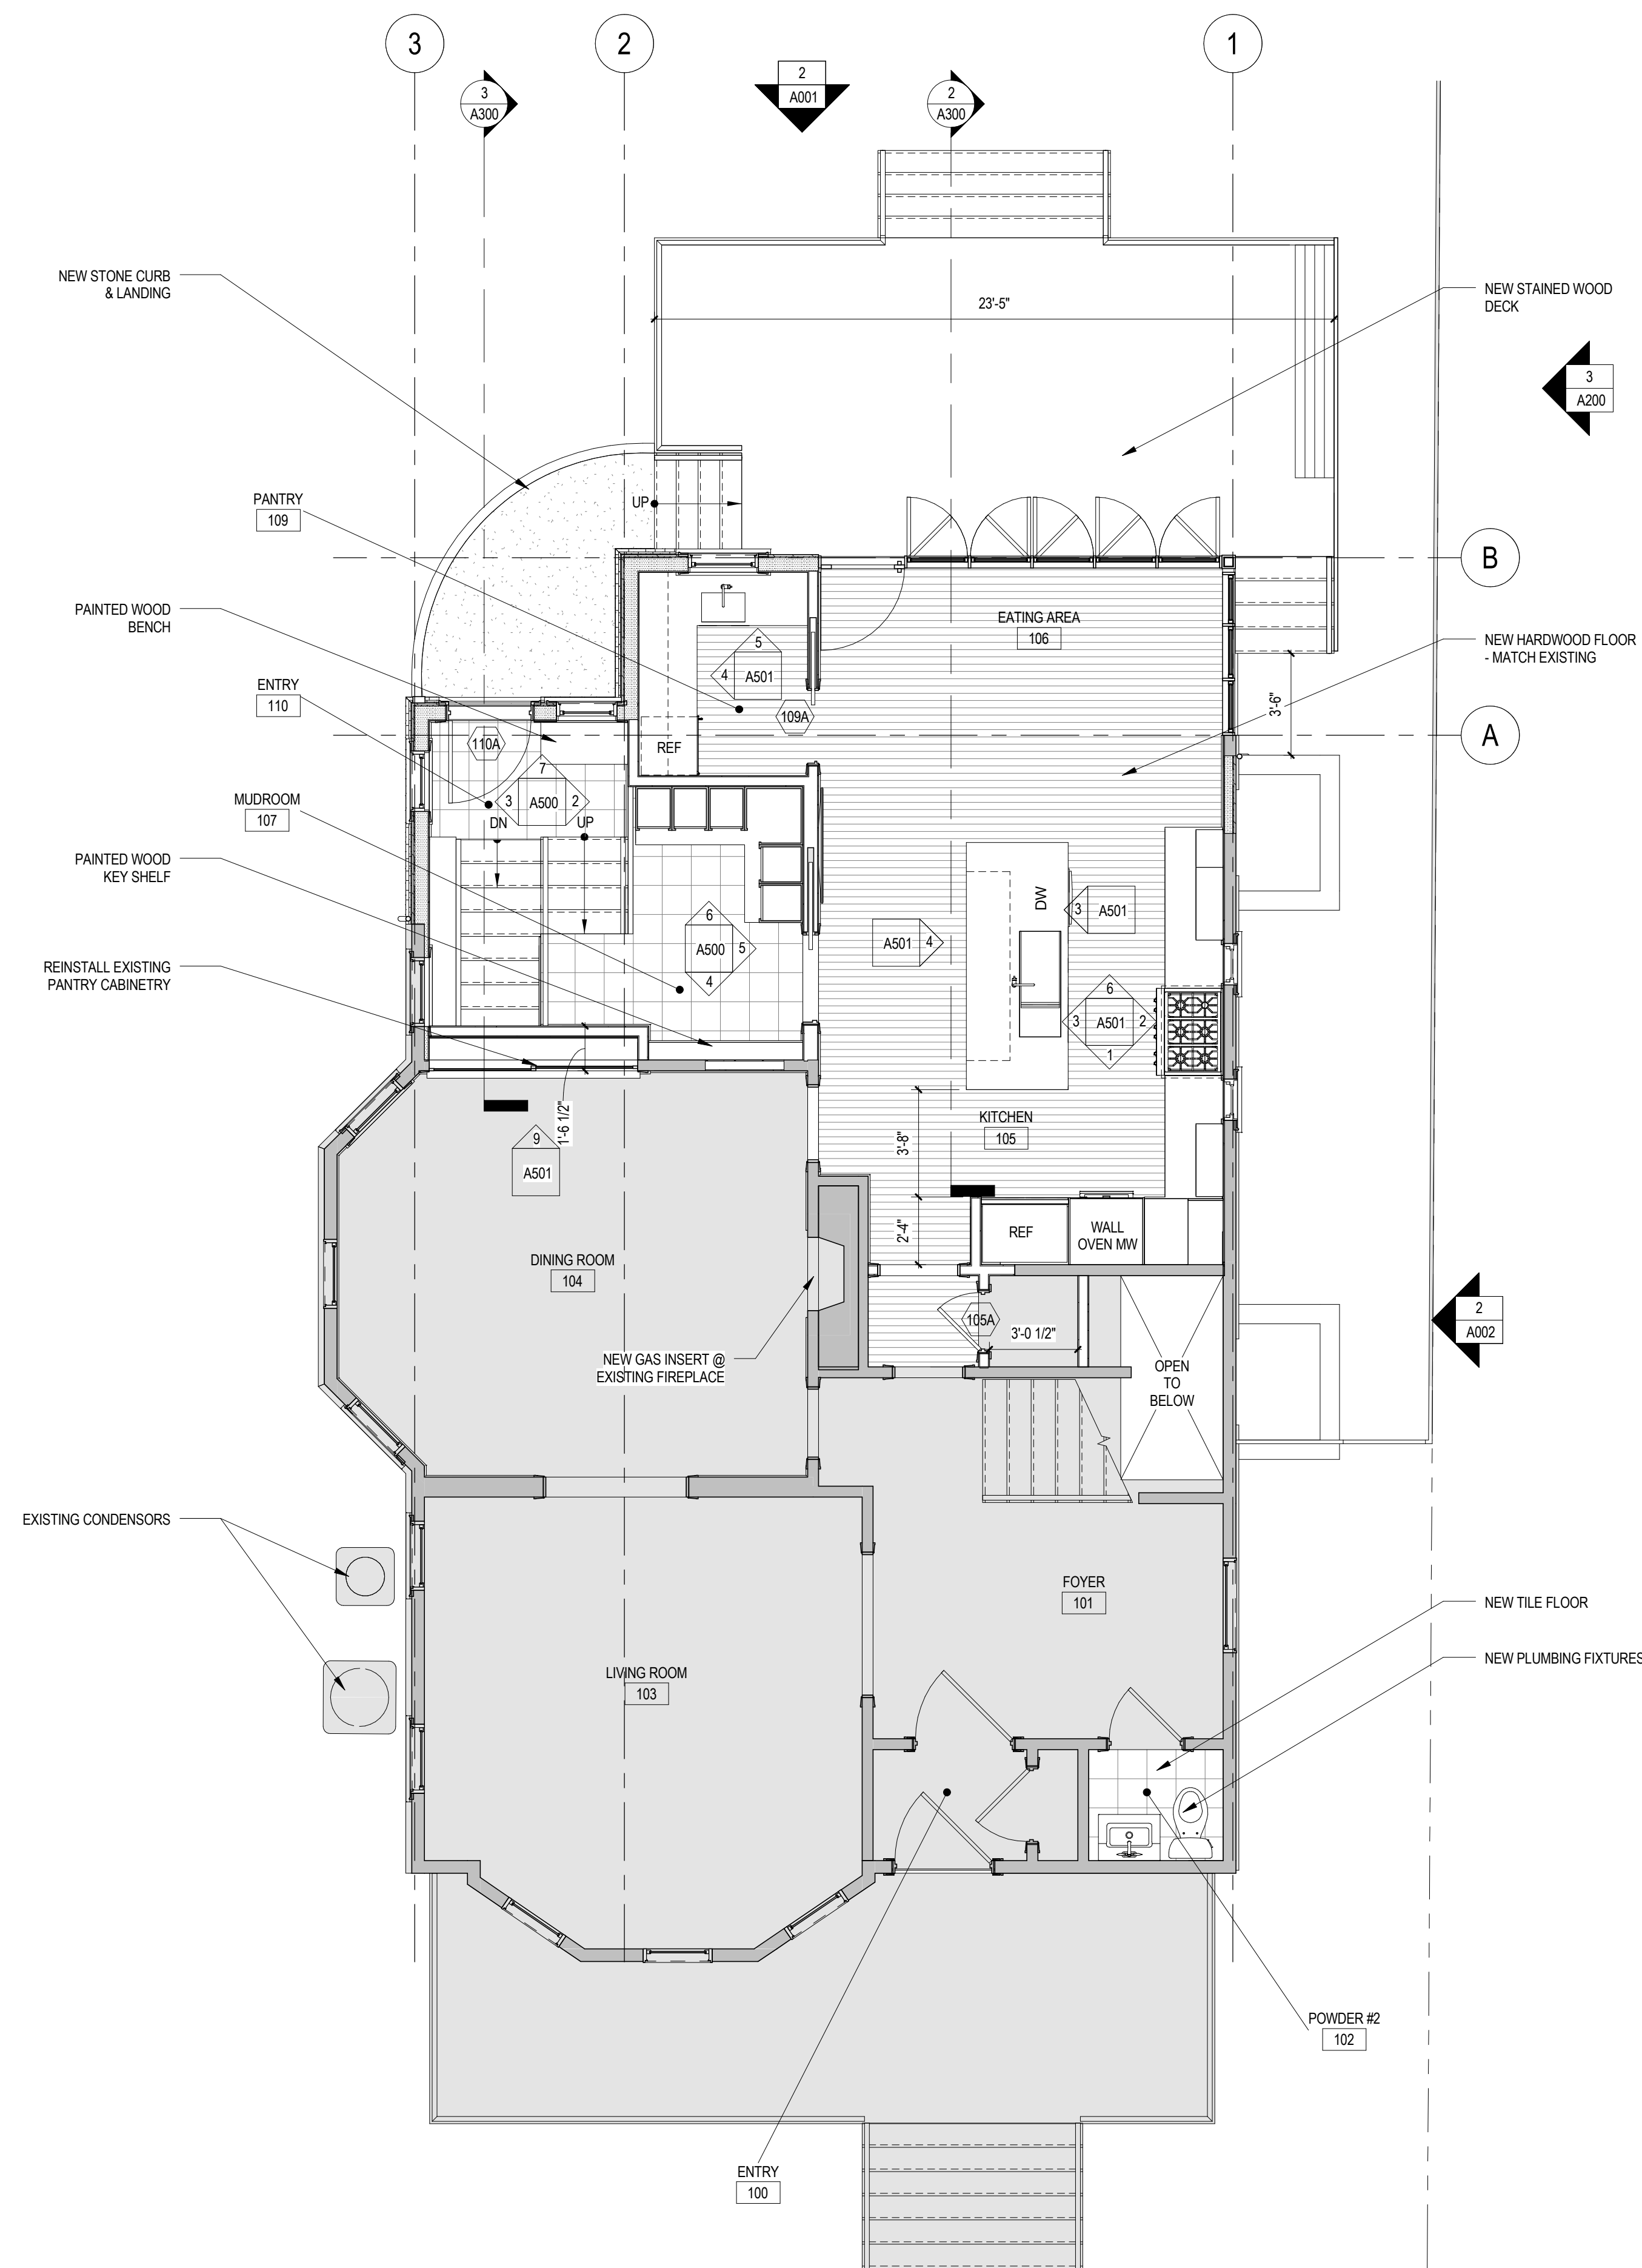 3
2
1
3
A300
2
A001
2
A300
NEW STONE CURB
& LANDING
23'-5"
NEW STAINED WOOD
DECK
3
A200
PANTRY
109
UP
B
PAINTED WOOD
BENCH
EATING AREA
106
5
4
A501
NEW HARDWOOD FLOOR
- MATCH EXISTING
ENTRY
110
109A
3'-6"
110A
REF
A
7
3
A500
2
MUDROOM
107
DN
UP
PAINTED WOOD
KEY SHELF
DW
3
A501
6
A500
5
4
A501
4
REINSTALL EXISTING
PANTRY CABINETRY
6
3
A501
2
1
1'-6 1/2"
9
A501
KITCHEN
105
3'-8"
2'-4"
REF
WALL
OVEN MW
DINING ROOM
104
105A
3'-0 1/2"
2
A002
NEW GAS INSERT @
EXISTING FIREPLACE
OPEN
TO
BELOW
EXISTING CONDENSORS
FOYER
101
NEW TILE FLOOR
LIVING ROOM
103
NEW PLUMBING FIXTURES
POWDER #2
102
ENTRY
100